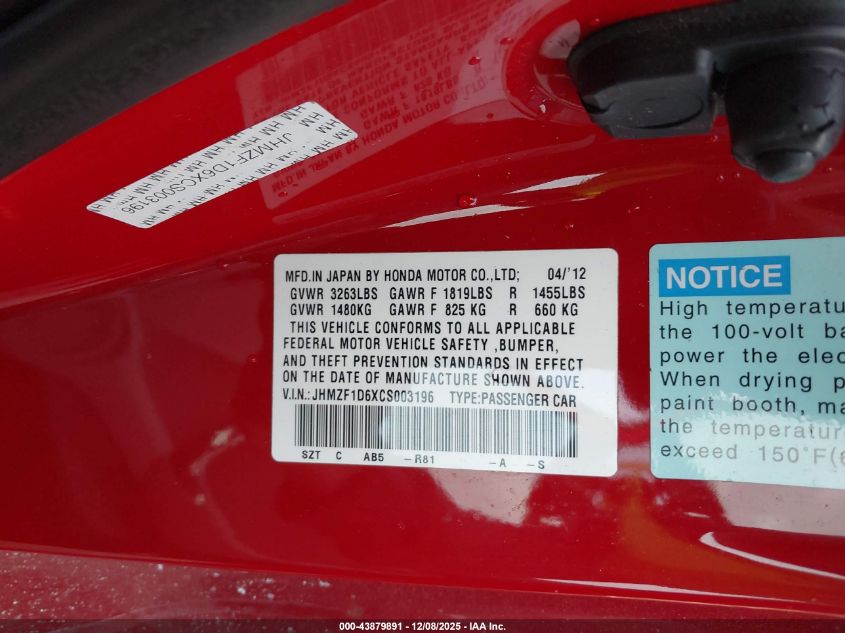 JHMZF1D6XCS003196
MFD.IN JAPAN BY HONDA MOTOR CO.,LTD; 04/'12
GVWR 3263LBS GAWR F 1819LBS R 1455LBS
GVWR 1480KG GAWR F 825 KG R 660 KG
THIS VEHICLE CONFORMS TO ALL APPLICABLE
FEDERAL MOTOR VEHICLE SAFETY ,BUMPER,
AND THEFT PREVENTION STANDARDS IN EFFECT
ON THE DATE OF MANUFACTURE SHOWN ABOVE.
V.I.N.:JHMZF1D6XCS003196 TYPE:PASSENGER CAR
SZT C AB5 –R81 –A –S
NOTICE
High temperatu
the 100-volt ba
power the elec
When drying p
paint booth, ma
the temperature
exceed 150°F(6
000-43879891 - 12/08/2025 - IAA Inc.